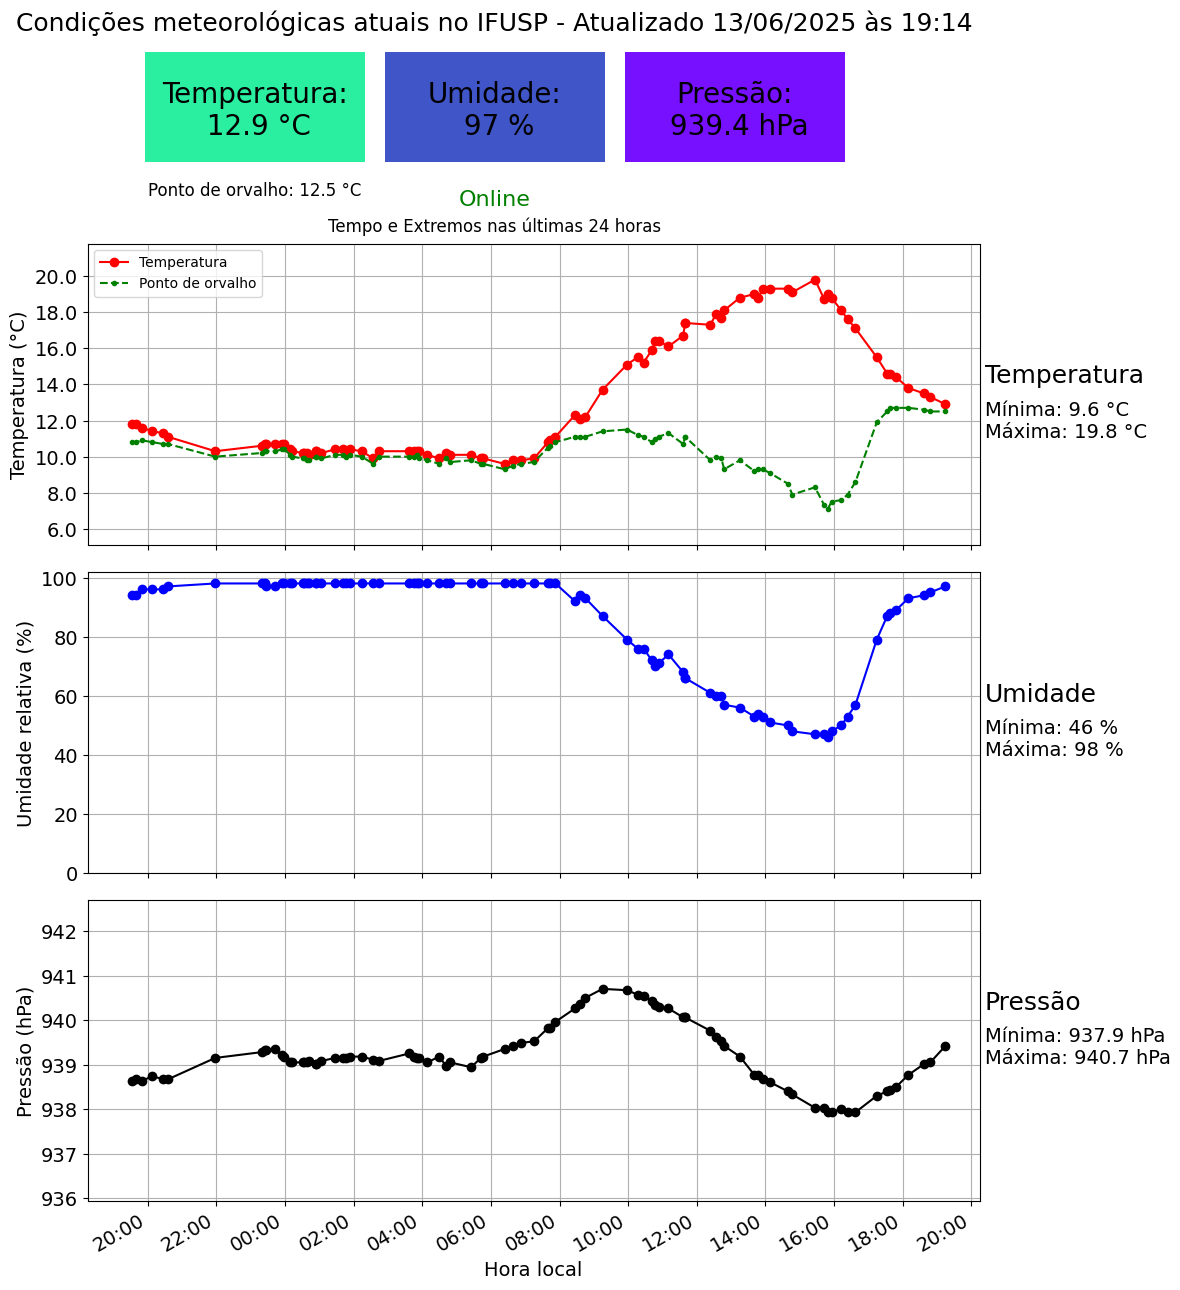 Condições meteorológicas atuais no IFUSP - Atualizado 13/06/2025 às 19:14
Temperatura:
12.9 °C
Umidade:
97 %
Pressão:
939.4 hPa
Ponto de orvalho: 12.5 °C
Online
Tempo e Extremos nas últimas 24 horas
Temperatura
Ponto de orvalho
Temperatura (°C)
20.0
18.0
16.0
14.0
12.0
10.0
8.0
6.0
Temperatura
Mínima: 9.6 °C
Máxima: 19.8 °C
Umidade relativa (%)
100
80
60
40
20
0
Umidade
Mínima: 46 %
Máxima: 98 %
Pressão (hPa)
942
941
940
939
938
937
936
Pressão
Mínima: 937.9 hPa
Máxima: 940.7 hPa
20:00 22:00 00:00 02:00 04:00 06:00 08:00 10:00 12:00 14:00 16:00 18:00 20:00
Hora local